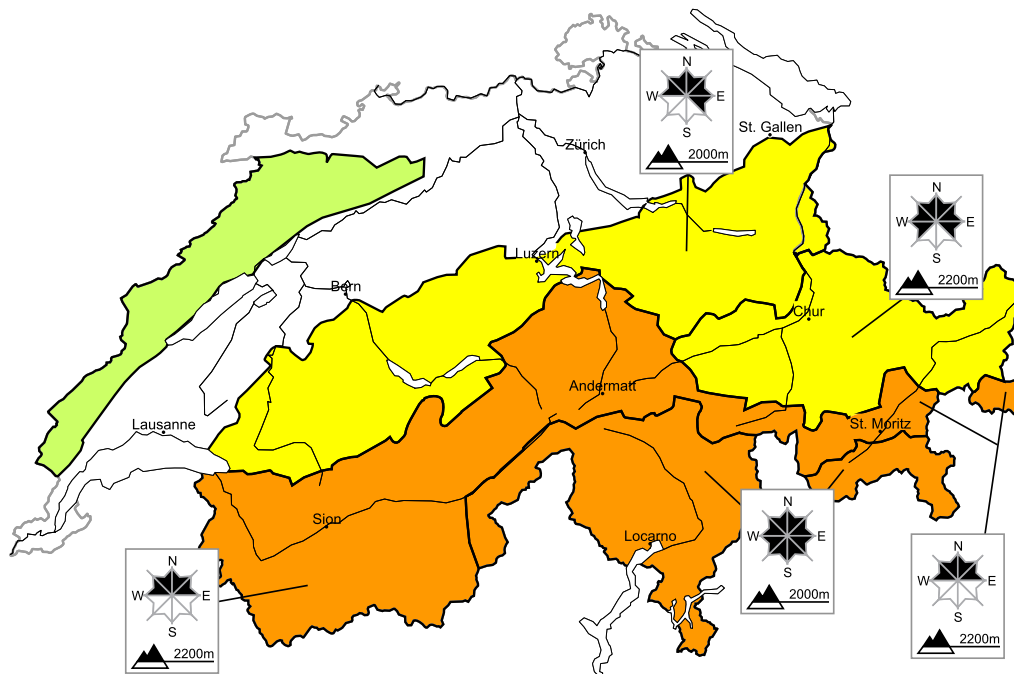 N
W E
S
2000m
St. Gallen
Zürich
N
W E
S
2200m
Luzern
Bern
Chur
Andermatt
Lausanne
St. Moritz
N
W E
S
2000m
Sion
Locarno
N
W E
S
2200m
N
W E
S
2200m